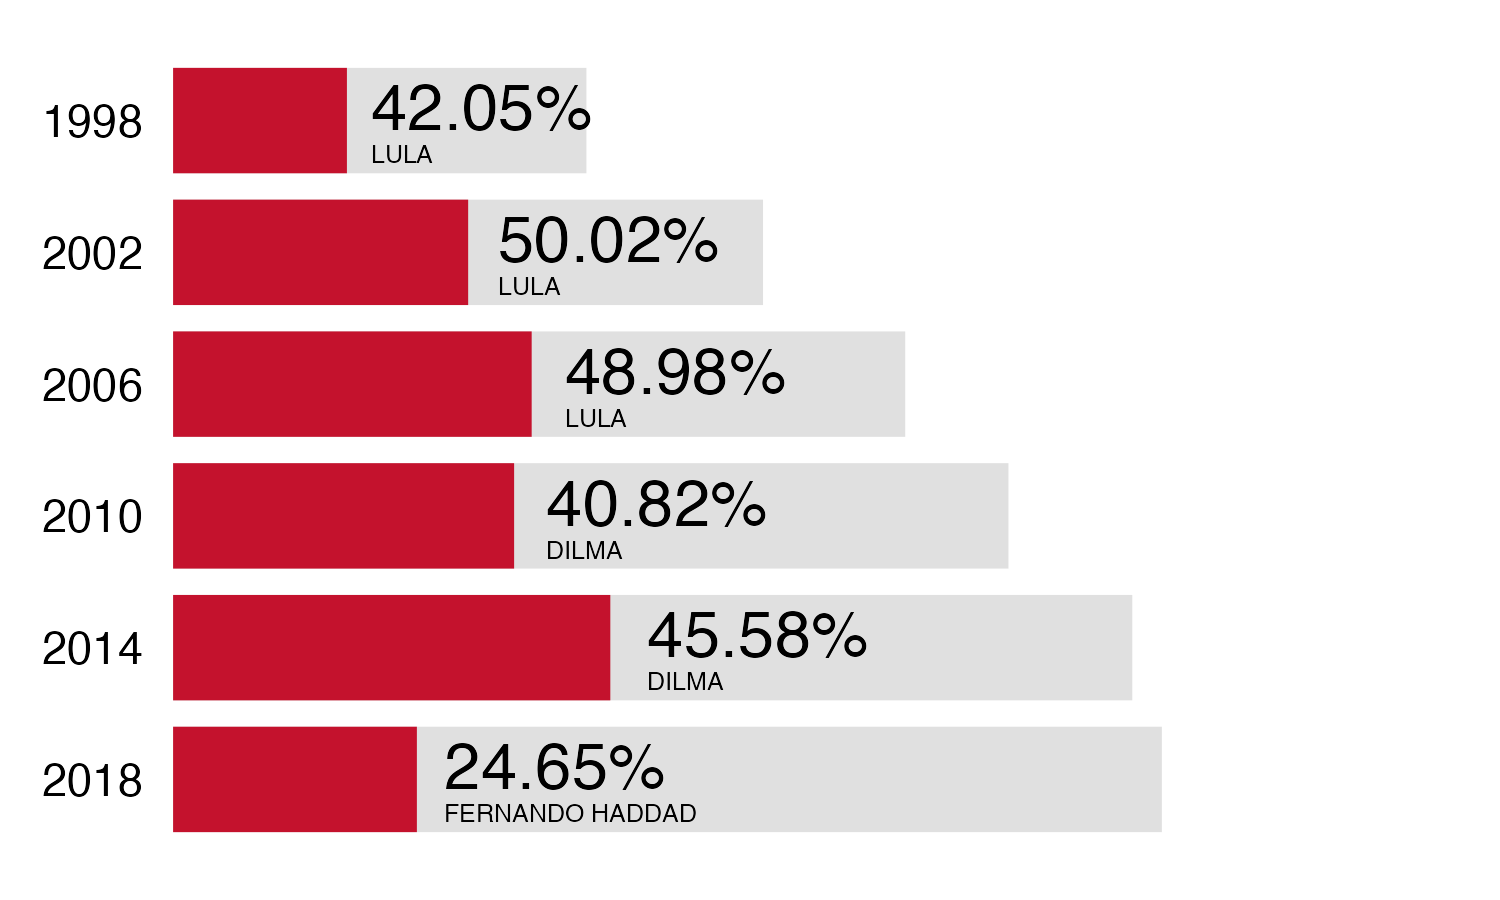 1998
42.05%
LULA
2002
50.02%
LULA
2006
48.98%
LULA
2010
40.82%
DILMA
2014
45.58%
DILMA
2018
24.65%
FERNANDO HADDAD